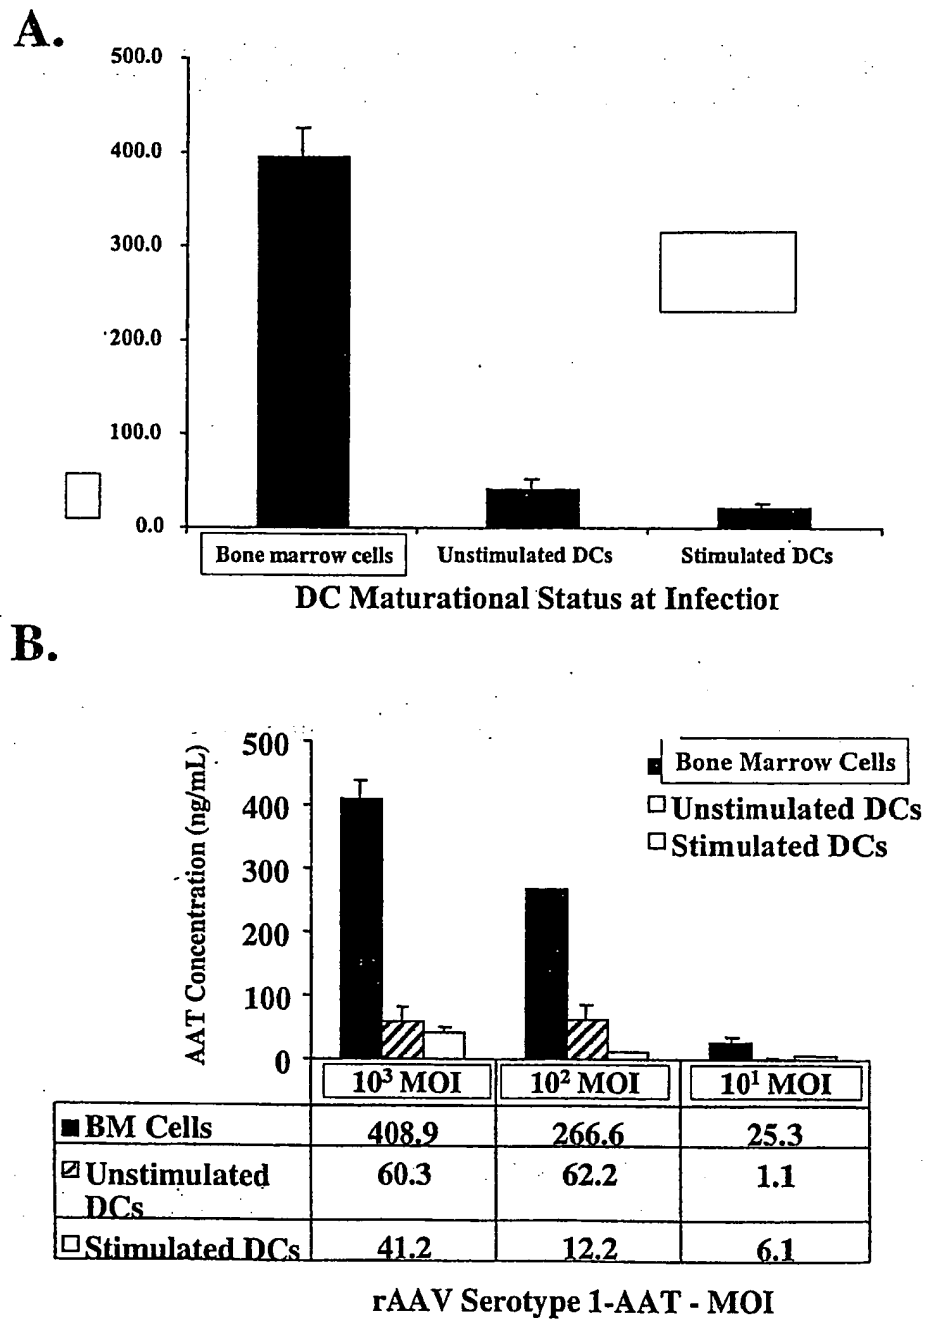 A.
500.0
400.0
300.0
200.0
100.0
0.0
Bone marrow cells Unstimulated DCs Stimulated DCs
DC Maturational Status at Infection
B.
AAT Concentration (ng/mL)
500
400
300
200
100
0
Bone Marrow Cells
Unstimulated DCs
Stimulated DCs
10³ MOI 10² MOI 10¹ MOI
BM Cells 408.9 266.6 25.3
Unstimulated 60.3 62.2 1.1
DCs
Stimulated DCs 41.2 12.2 6.1
rAAV Serotype 1-AAT - MOI